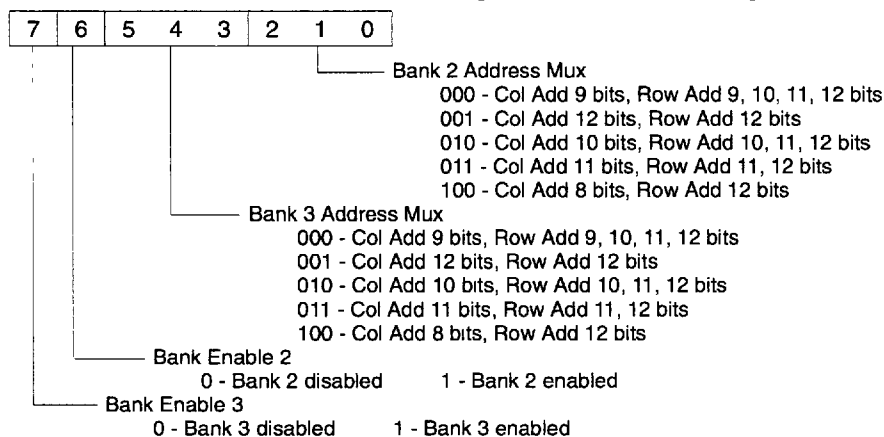 7 6 5 4 3 2 1 0
Bank 2 Address Mux
000 - Col Add 9 bits, Row Add 9, 10, 11, 12 bits
001 - Col Add 12 bits, Row Add 12 bits
010 - Col Add 10 bits, Row Add 10, 11, 12 bits
011 - Col Add 11 bits, Row Add 11, 12 bits
100 - Col Add 8 bits, Row Add 12 bits
Bank 3 Address Mux
000 - Col Add 9 bits, Row Add 9, 10, 11, 12 bits
001 - Col Add 12 bits, Row Add 12 bits
010 - Col Add 10 bits, Row Add 10, 11, 12 bits
011 - Col Add 11 bits, Row Add 11, 12 bits
100 - Col Add 8 bits, Row Add 12 bits
Bank Enable 2
0 - Bank 2 disabled 1 - Bank 2 enabled
Bank Enable 3
0 - Bank 3 disabled 1 - Bank 3 enabled